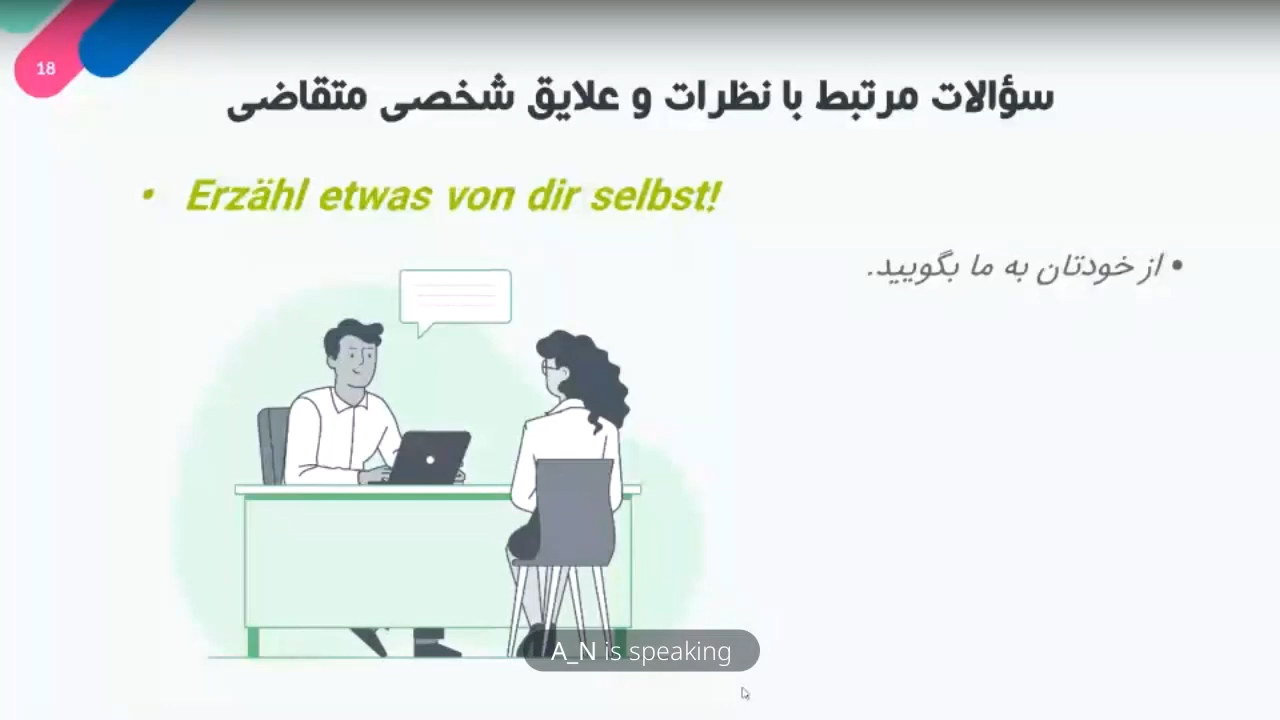 18
سؤالات مرتبط با نظرات و علایق شخصی متقاضی
• Erzähl etwas von dir selbst!
• از خودتان به ما بگویید.
A_N is speaking